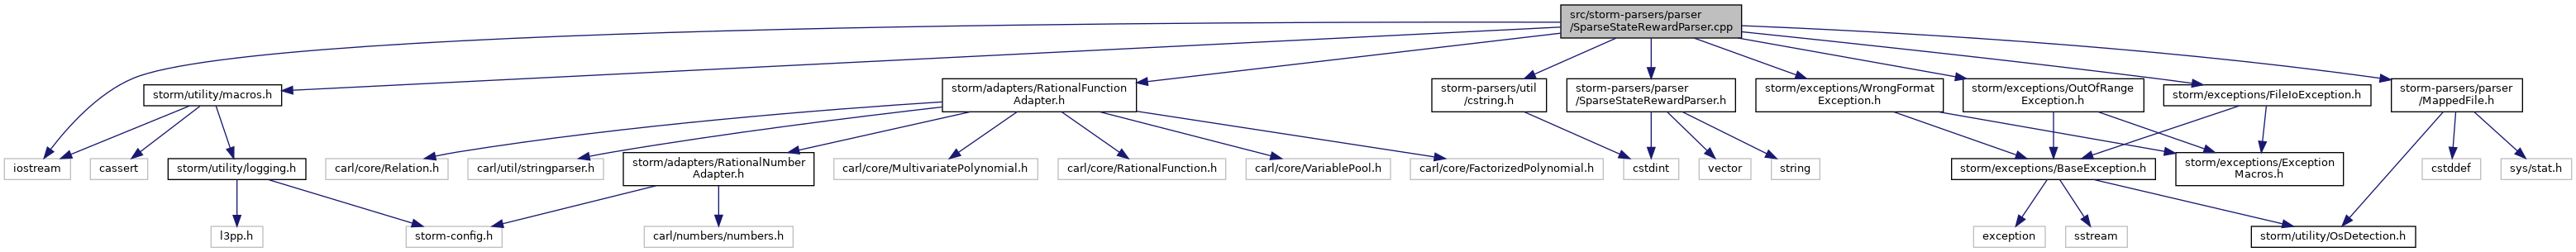 src/storm-parsers/parser
/SparseStateRewardParser.cpp
storm/utility/macros.h
storm/adapters/RationalFunction
Adapter.h
storm-parsers/util
/cstring.h
storm-parsers/parser
/SparseStateRewardParser.h
storm/exceptions/WrongFormat
Exception.h
storm/exceptions/OutOfRange
Exception.h
storm/exceptions/FileIoException.h
storm-parsers/parser
/MappedFile.h
iostream
cassert
storm/utility/logging.h
carl/core/Relation.h
carl/util/stringparser.h
storm/adapters/RationalNumber
Adapter.h
carl/core/MultivariatePolynomial.h
carl/core/RationalFunction.h
carl/core/VariablePool.h
carl/core/FactorizedPolynomial.h
cstdint
vector
string
storm/exceptions/BaseException.h
storm/exceptions/Exception
Macros.h
cstddef
sys/stat.h
l3pp.h
storm-config.h
carl/numbers/numbers.h
exception
sstream
storm/utility/OsDetection.h